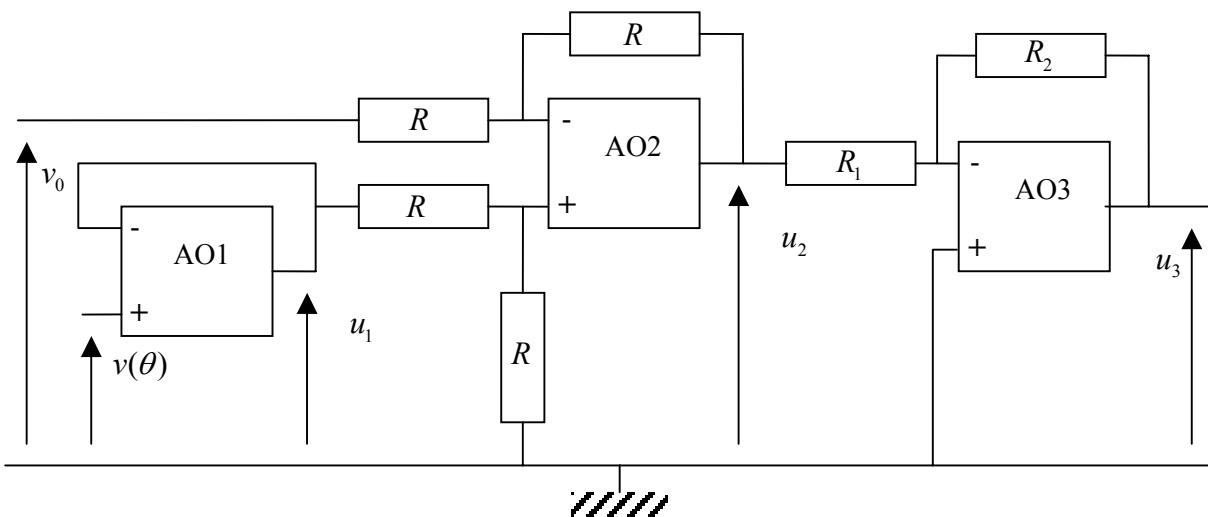 R
R₂
R
-
AO2
-
v₀
R₁
AO3
R
+
-
u₂
+
AO1
u₃
+
u₁
R
v(θ)